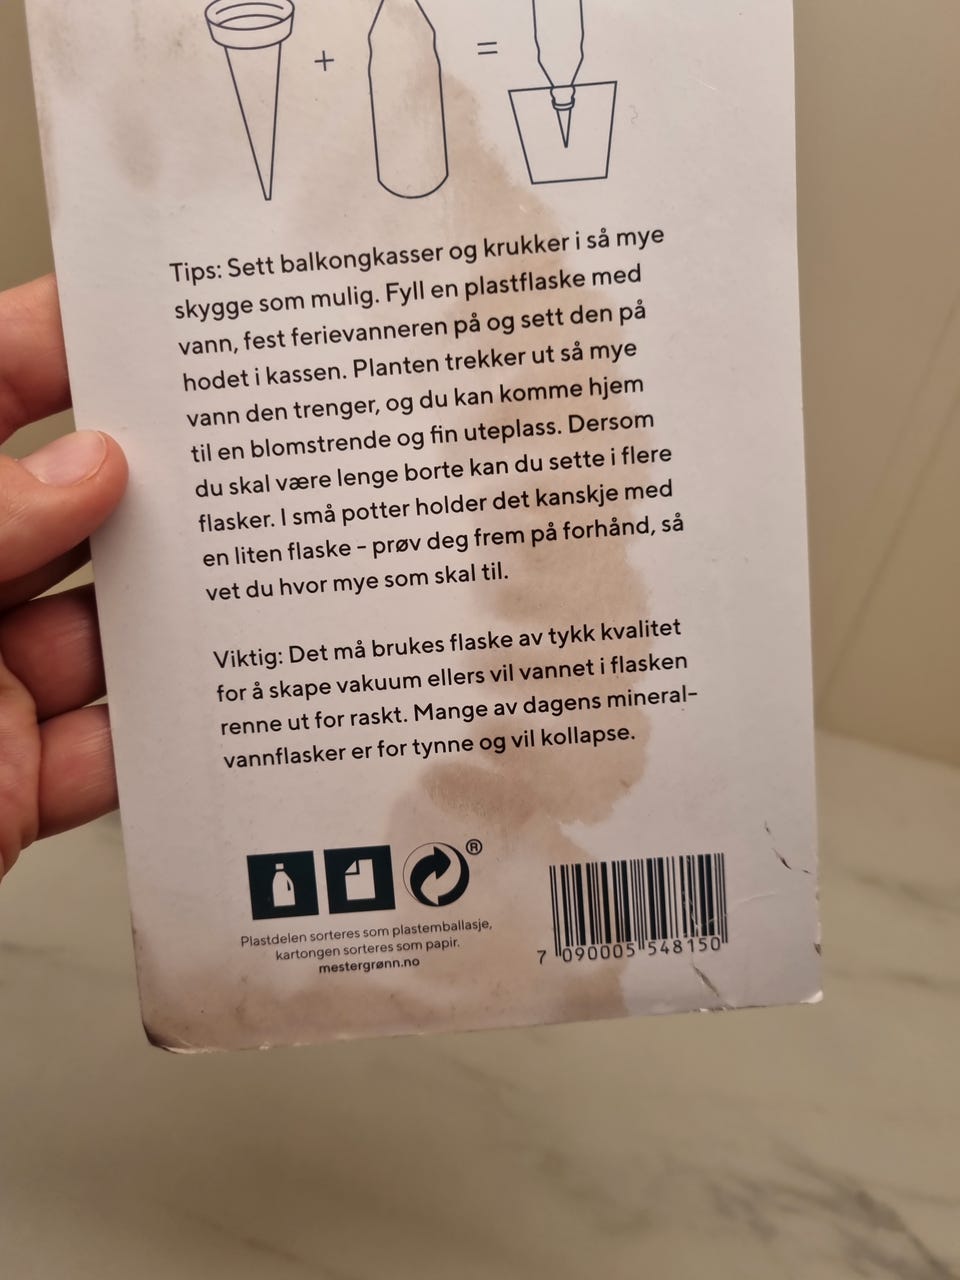 +
=
Tips: Sett balkongkasser og krukker i så mye
skygge som mulig. Fyll en plastflaske med
vann, fest ferievanneren på og sett den på
hodet i kassen. Planten trekker ut så mye
vann den trenger, og du kan komme hjem
til en blomstrende og fin uteplass. Dersom
du skal være lenge borte kan du sette i flere
flasker. I små potter holder det kanskje med
en liten flaske – prøv deg frem på forhånd, så
vet du hvor mye som skal til.
Viktig: Det må brukes flaske av tykk kvalitet
for å skape vakuum ellers vil vannet i flasken
renne ut for raskt. Mange av dagens mineral-
vannflasker er for tynne og vil kollapse.
®
Plastdelen sorteres som plastemballasje,
kartongen sorteres som papir.
mestergrønn.no
7 090005 548150